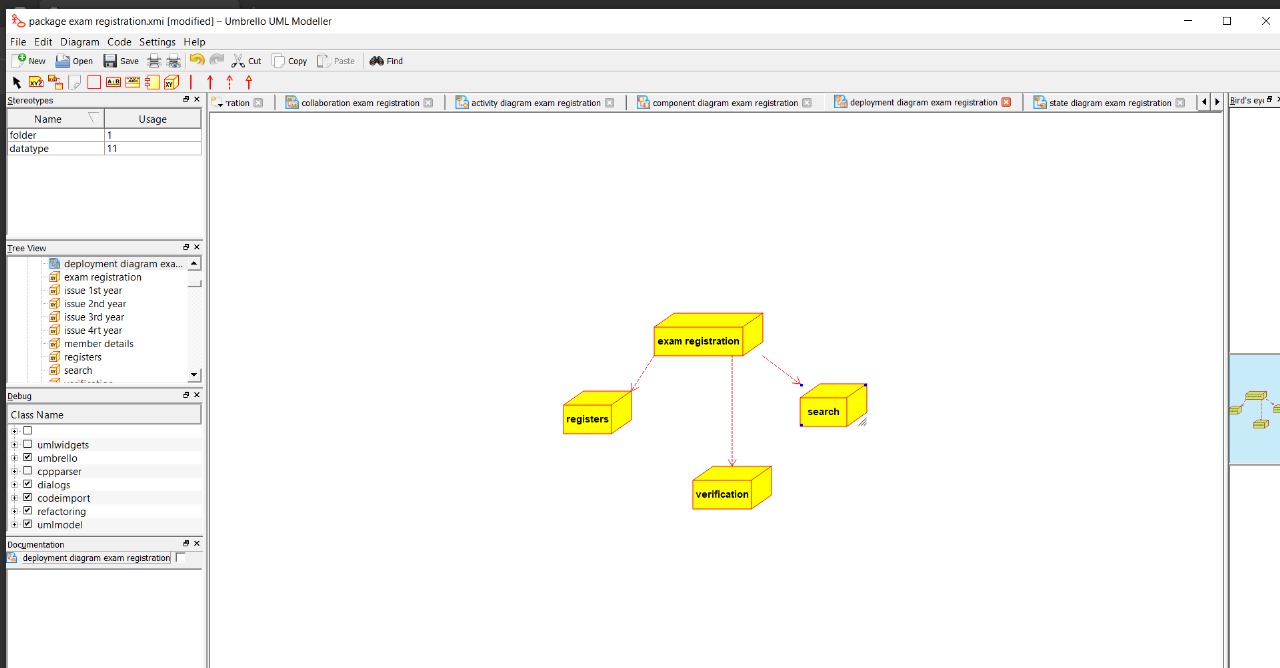 package exam registration.xmi [modified] – Umbrello UML Modeller
File Edit Diagram Code Settings Help
New Open Save Cut Copy Paste Find
Stereotypes
Name Usage
folder 1
datatype 11
Tree View
deployment diagram exa...
exam registration
issue 1st year
issue 2nd year
issue 3rd year
issue 4rt year
member details
registers
search
Debug
Class Name
umlwidgets
umbrello
cppparser
dialogs
codeimport
refactoring
umlmodel
Documentation
deployment diagram exam registration
ration collaboration exam registration activity diagram exam registration component diagram exam registration deployment diagram exam registration state diagram exam registration
exam registration
registers
search
verification
Bird's ey